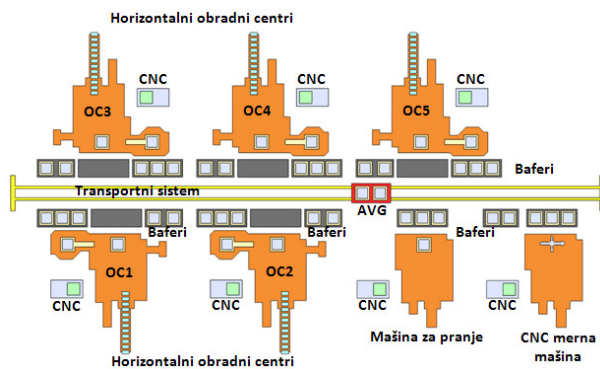 Horizontalni obradni centri
CNC
CNC
CNC
OC3
OC4
OC5
Baferi
Transportni sistem
AVG
Baferi
Baferi
Baferi
OC1
OC2
CNC
CNC
CNC
CNC
Mašina za pranje
CNC merna
mašina
Horizontalni obradni centri